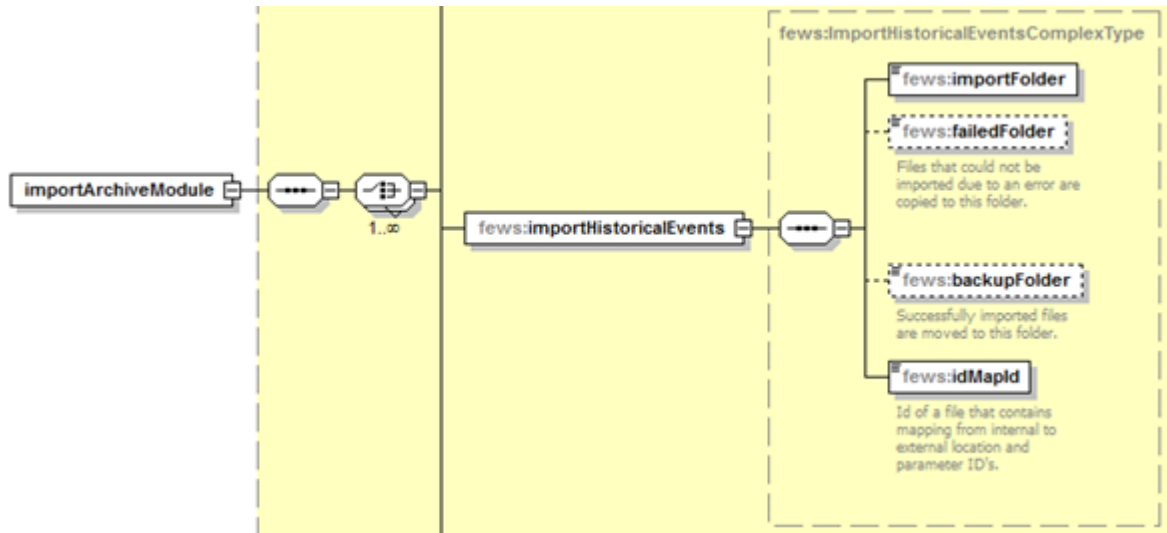 fews:ImportHistoricalEventsComplexType
fews:importFolder
fews:failedFolder
Files that could not be
imported due to an error are
copied to this folder.
importArchiveModule
1..∞
fews:importHistoricalEvents
fews:backupFolder
Successfully imported files
are moved to this folder.
fews:idMapId
Id of a file that contains
mapping from internal to
external location and
parameter ID's.